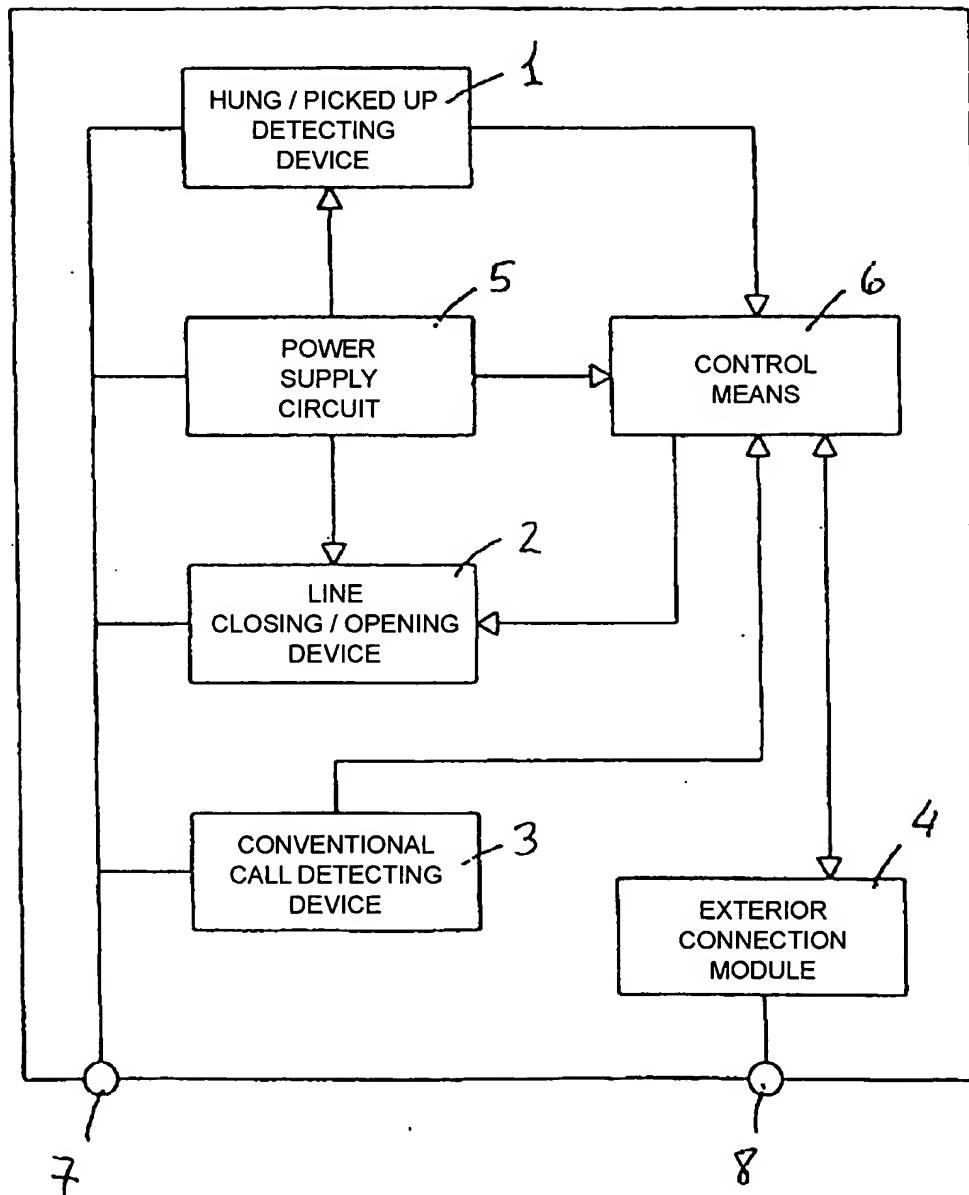 1
HUNG / PICKED UP
DETECTING
DEVICE
5
POWER
SUPPLY
CIRCUIT
6
CONTROL
MEANS
2
LINE
CLOSING / OPENING
DEVICE
3
CONVENTIONAL
CALL DETECTING
DEVICE
4
EXTERIOR
CONNECTION
MODULE
7
8